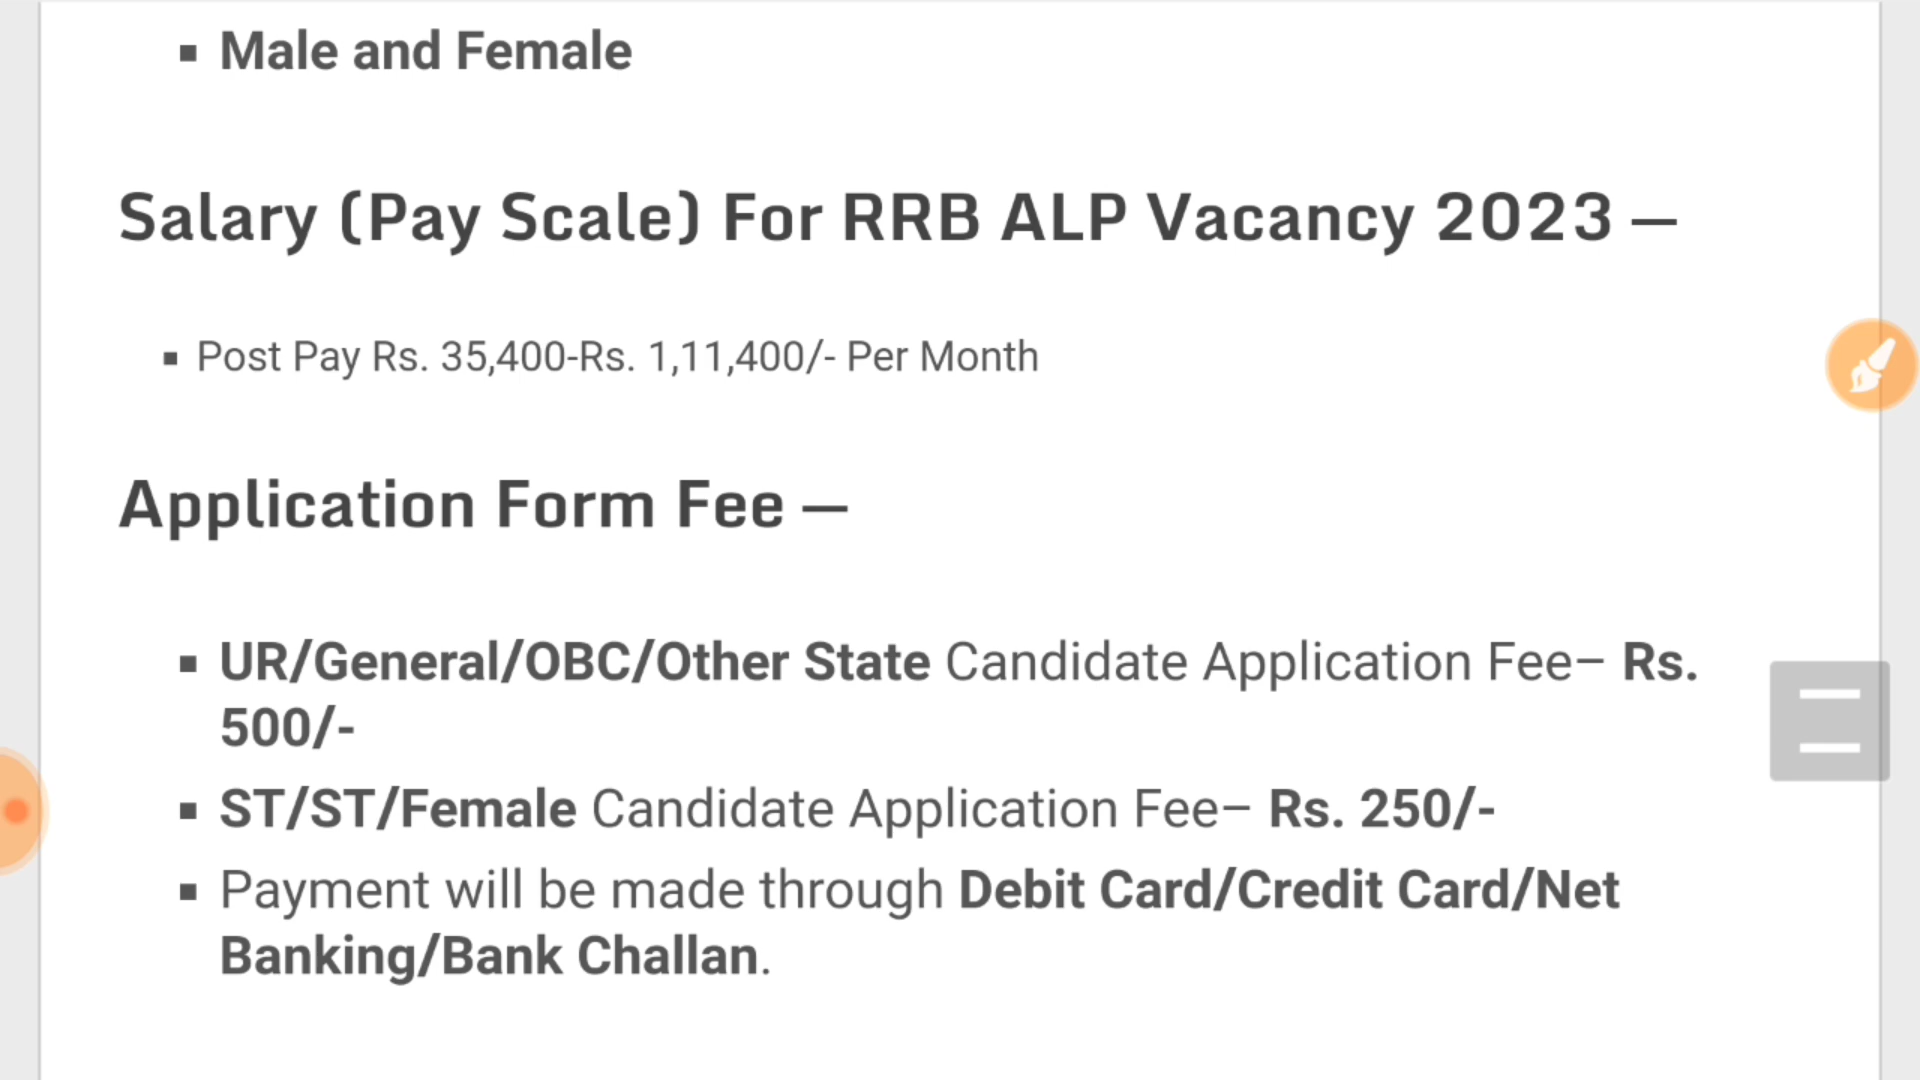 Male and Female
Salary (Pay Scale) For RRB ALP Vacancy 2023 —
Post Pay Rs. 35,400-Rs. 1,11,400/- Per Month
Application Form Fee —
UR/General/OBC/Other State Candidate Application Fee– Rs.
500/-
ST/ST/Female Candidate Application Fee– Rs. 250/-
Payment will be made through Debit Card/Credit Card/Net
Banking/Bank Challan.